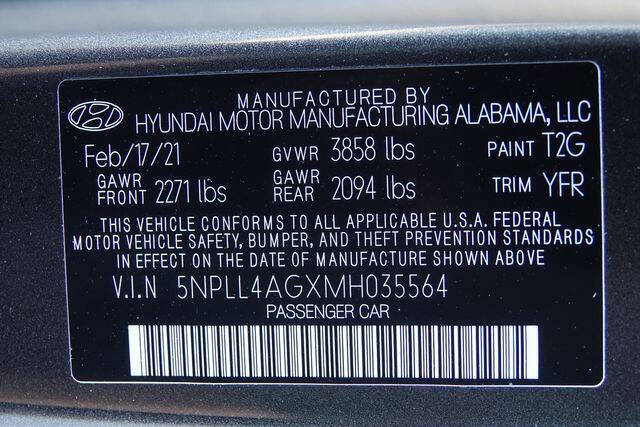 MANUFACTURED BY
HYUNDAI MOTOR MANUFACTURING ALABAMA, LLC
Feb/17/21 GVWR 3858 lbs PAINT T2G
GAWR FRONT 2271 lbs GAWR REAR 2094 lbs TRIM YFR
THIS VEHICLE CONFORMS TO ALL APPLICABLE U.S.A. FEDERAL
MOTOR VEHICLE SAFETY, BUMPER, AND THEFT PREVENTION STANDARDS
IN EFFECT ON THE DATE OF MANUFACTURE SHOWN ABOVE.
V.I.N 5NPLL4AGXMH035564
PASSENGER CAR